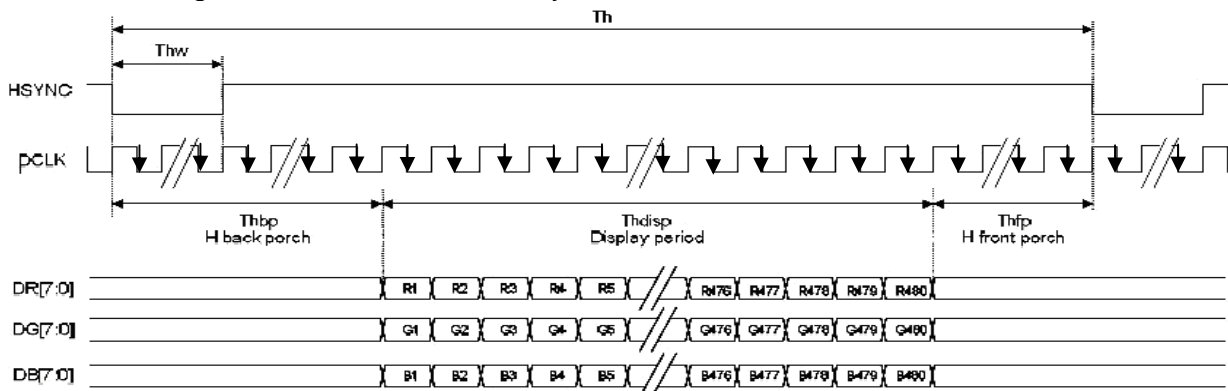 Th
Thw
HSYNC
pCLK
Thbp
H back porch
Thdisp
Display period
Thfp
H front porch
DR[7:0] R1 R2 R3 R4 R5 R476 R477 R478 R479 R480
DG[7:0] G1 G2 G3 G4 G5 G476 G477 G478 G479 G480
DB[7:0] B1 B2 B3 B4 B5 B476 B477 B478 B479 B480